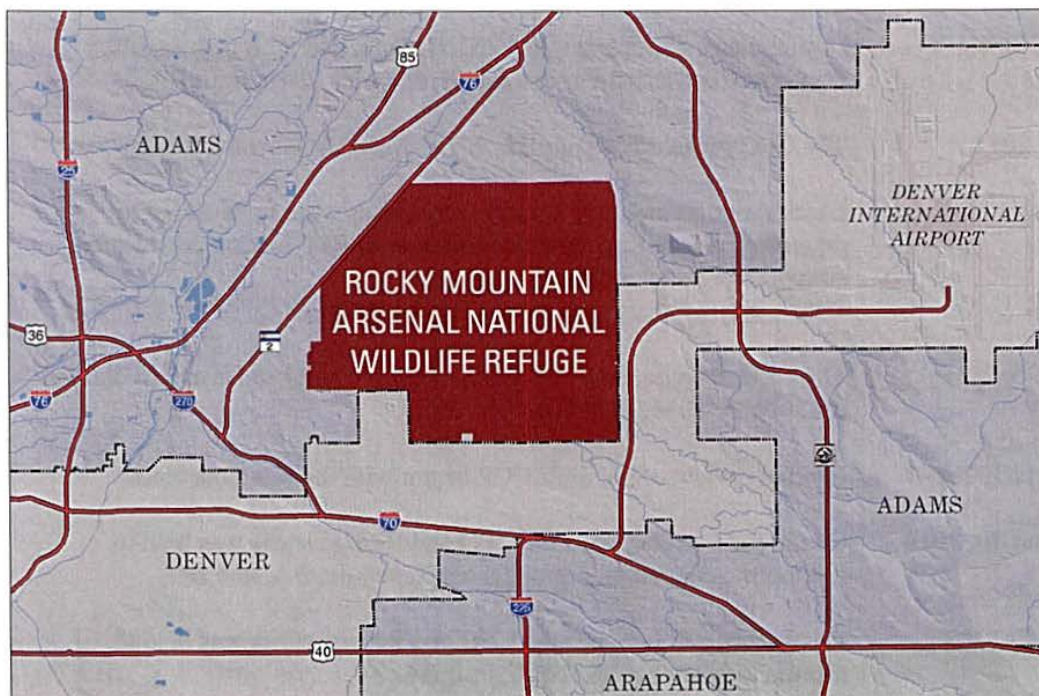 85
76
ADAMS
25
DENVER
INTERNATIONAL
AIRPORT
ROCKY MOUNTAIN
ARSENAL NATIONAL
WILDLIFE REFUGE
36
2
76
270
ADAMS
70
DENVER
225
40
ARAPAHOE